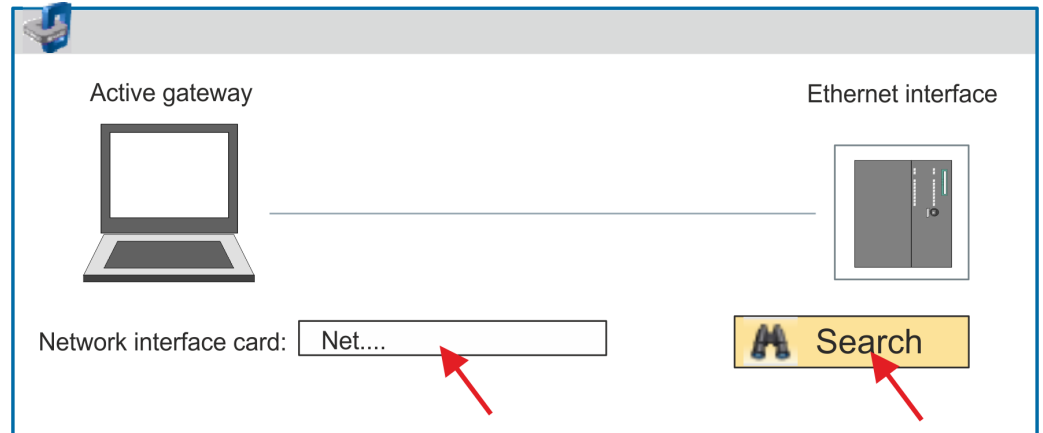 Active gateway
Ethernet interface
Network interface card:
Net....
Search